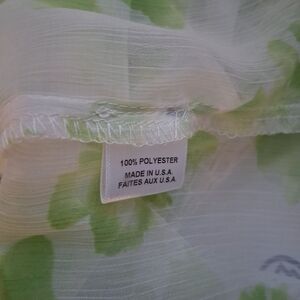 100% POLYESTER
MADE IN U.S.A.
FAITES AUX U.S.A.